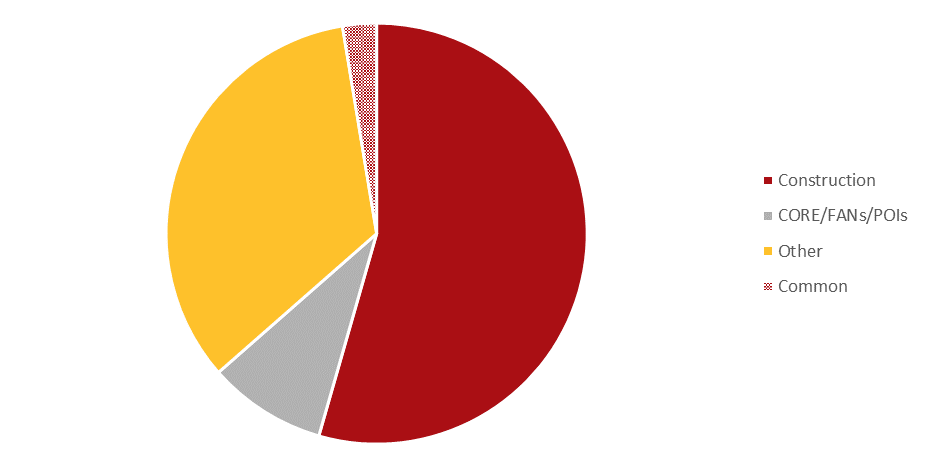 Construction
CORE/FANs/POIs
Other
Common